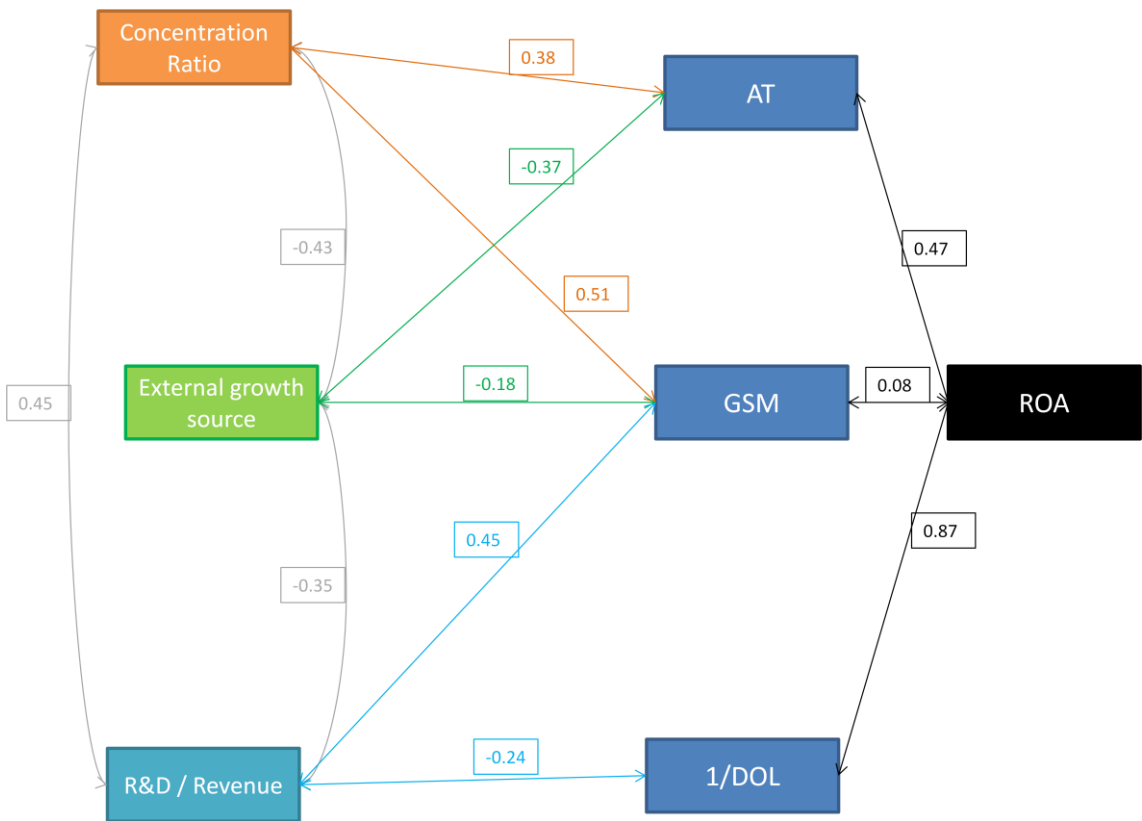 Concentration
Ratio
0.38
AT
-0.37
-0.43
0.47
0.51
0.45
External growth
source
-0.18
GSM
0.08
ROA
0.45
0.87
-0.35
R&D / Revenue
-0.24
1/DOL